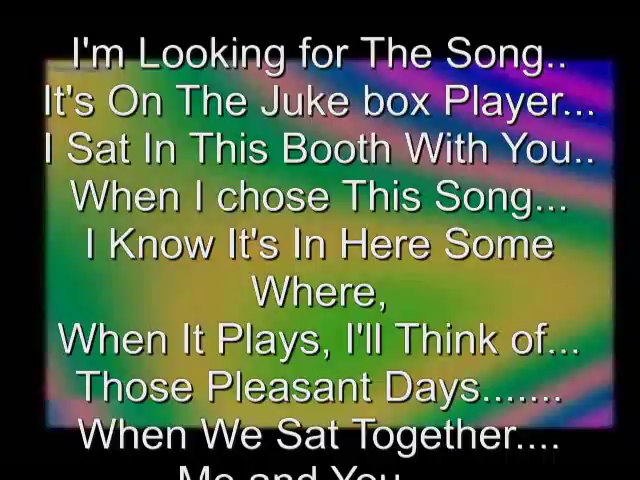 I'm Looking for The Song..
It's On The Juke box Player...
I Sat In This Booth With You..
When I chose This Song...
I Know It's In Here Some
Where,
When It Plays, I'll Think of...
Those Pleasant Days.......
When We Sat Together....
Me and You